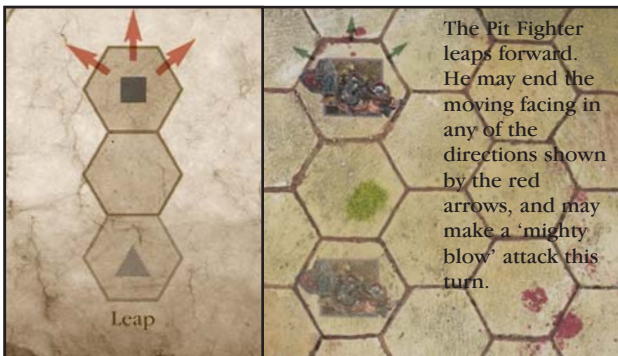 Leap
The Pit Fighter
leaps forward.
He may end the
moving facing in
any of the
directions shown
by the red
arrows, and may
make a ‘mighty
blow’ attack this
turn.